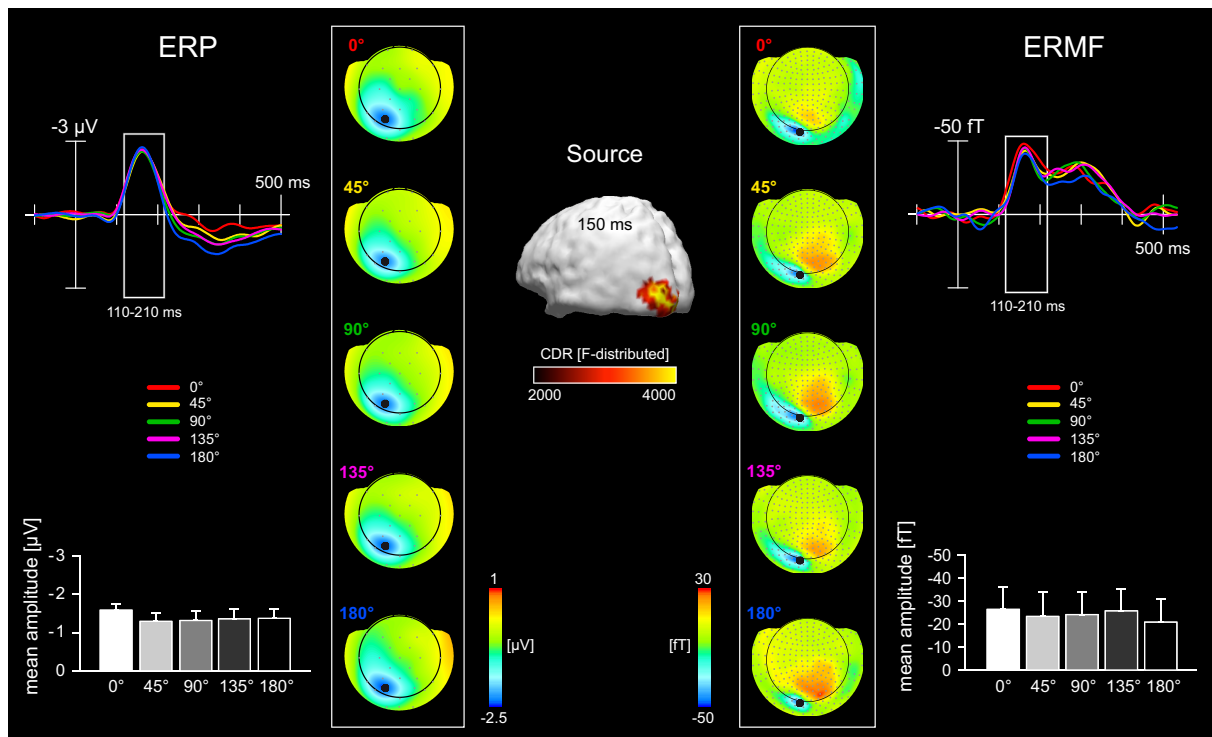 ERP
-3 µV
500 ms
110-210 ms
0°
45°
90°
135°
180°
mean amplitude [µV]
-3
-2
-1
0
0° 45° 90° 135° 180°
0°
45°
90°
135°
180°
Source
150 ms
CDR [F-distributed]
2000 4000
1
[µV]
-2.5
30
[fT]
-50
0°
45°
90°
135°
180°
ERMF
-50 fT
500 ms
110-210 ms
0°
45°
90°
135°
180°
mean amplitude [fT]
-50
-40
-30
-20
-10
0
0° 45° 90° 135° 180°